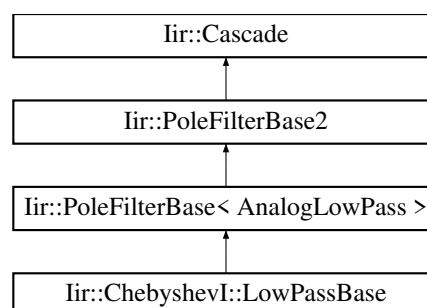 Iir::Cascade
Iir::PoleFilterBase2
Iir::PoleFilterBase< AnalogLowPass >
Iir::ChebyshevI::LowPassBase